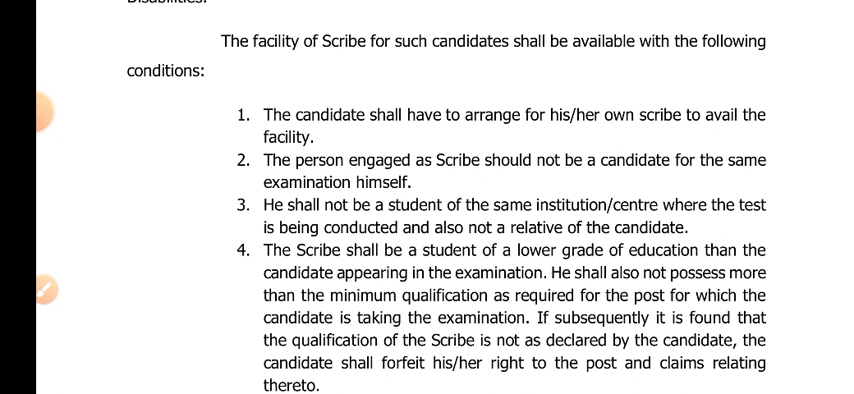 Disabilities.
The facility of Scribe for such candidates shall be available with the following
conditions:
1. The candidate shall have to arrange for his/her own scribe to avail the
facility.
2. The person engaged as Scribe should not be a candidate for the same
examination himself.
3. He shall not be a student of the same institution/centre where the test
is being conducted and also not a relative of the candidate.
4. The Scribe shall be a student of a lower grade of education than the
candidate appearing in the examination. He shall also not possess more
than the minimum qualification as required for the post for which the
candidate is taking the examination. If subsequently it is found that
the qualification of the Scribe is not as declared by the candidate, the
candidate shall forfeit his/her right to the post and claims relating
thereto.